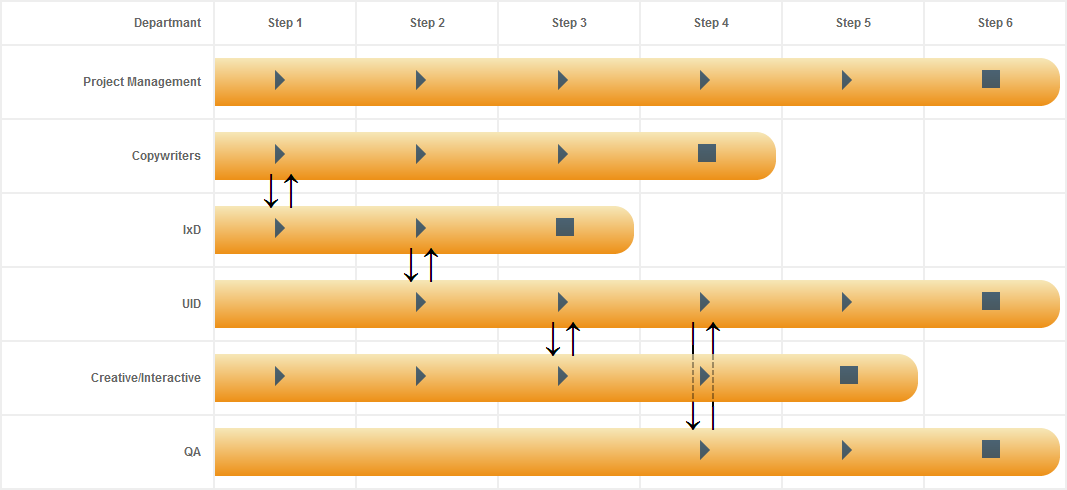 Departmant Step 1 Step 2 Step 3 Step 4 Step 5 Step 6
Project Management
Copywriters
IxD
UID
Creative/Interactive
QA